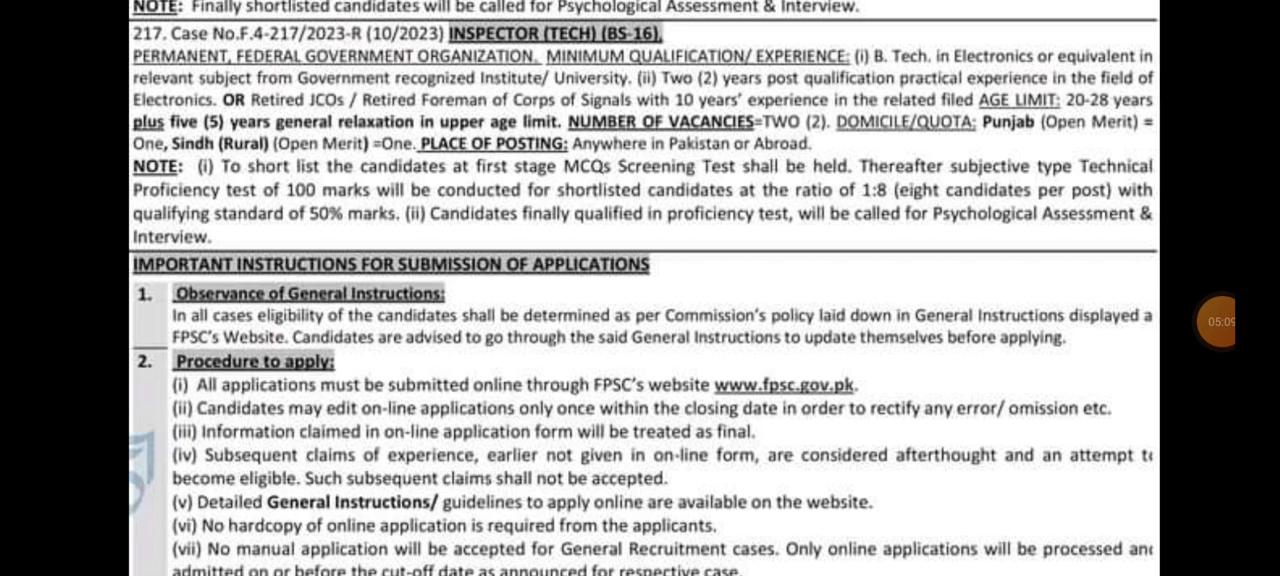 NOTE: Finally shortlisted candidates will be called for Psychological Assessment & Interview.
217. Case No.F.4-217/2023-R (10/2023) INSPECTOR (TECH) (BS-16).
PERMANENT, FEDERAL GOVERNMENT ORGANIZATION. MINIMUM QUALIFICATION/ EXPERIENCE: (i) B. Tech. in Electronics or equivalent in
relevant subject from Government recognized Institute/ University. (ii) Two (2) years post qualification practical experience in the field of
Electronics. OR Retired JCOs / Retired Foreman of Corps of Signals with 10 years' experience in the related filed AGE LIMIT: 20-28 years
plus five (5) years general relaxation in upper age limit. NUMBER OF VACANCIES=TWO (2). DOMICILE/QUOTA: Punjab (Open Merit) =
One, Sindh (Rural) (Open Merit) =One. PLACE OF POSTING: Anywhere in Pakistan or Abroad.
NOTE: (i) To short list the candidates at first stage MCQs Screening Test shall be held. Thereafter subjective type Technical
Proficiency test of 100 marks will be conducted for shortlisted candidates at the ratio of 1:8 (eight candidates per post) with
qualifying standard of 50% marks. (ii) Candidates finally qualified in proficiency test, will be called for Psychological Assessment &
Interview.
IMPORTANT INSTRUCTIONS FOR SUBMISSION OF APPLICATIONS
1. Observance of General Instructions:
In all cases eligibility of the candidates shall be determined as per Commission's policy laid down in General Instructions displayed a
FPSC's Website. Candidates are advised to go through the said General Instructions to update themselves before applying.
2. Procedure to apply:
(i) All applications must be submitted online through FPSC's website www.fpsc.gov.pk.
(ii) Candidates may edit on-line applications only once within the closing date in order to rectify any error/ omission etc.
(iii) Information claimed in on-line application form will be treated as final.
(iv) Subsequent claims of experience, earlier not given in on-line form, are considered afterthought and an attempt to
become eligible. Such subsequent claims shall not be accepted.
(v) Detailed General Instructions/ guidelines to apply online are available on the website.
(vi) No hardcopy of online application is required from the applicants.
(vii) No manual application will be accepted for General Recruitment cases. Only online applications will be processed and
admitted on or before the cut-off date as announced for respective case.
05:09